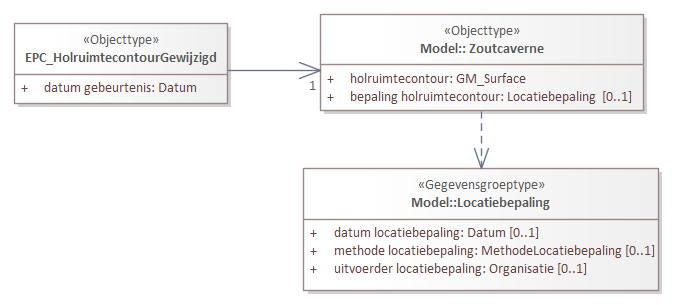 «Objecttype»
EPC_HolruimtecontourGewijzigd
+ datum gebeurtenis: Datum
1
«Objecttype»
Model:: Zoutcaverne
+ holruimtecontour: GM_Surface
+ bepaling holruimtecontour: Locatiebepaling [0..1]
«Gegevensgroeptype»
Model::Locatiebepaling
+ datum locatiebepaling: Datum [0..1]
+ methode locatiebepaling: MethodeLocatiebepaling [0..1]
+ uitvoerder locatiebepaling: Organisatie [0..1]